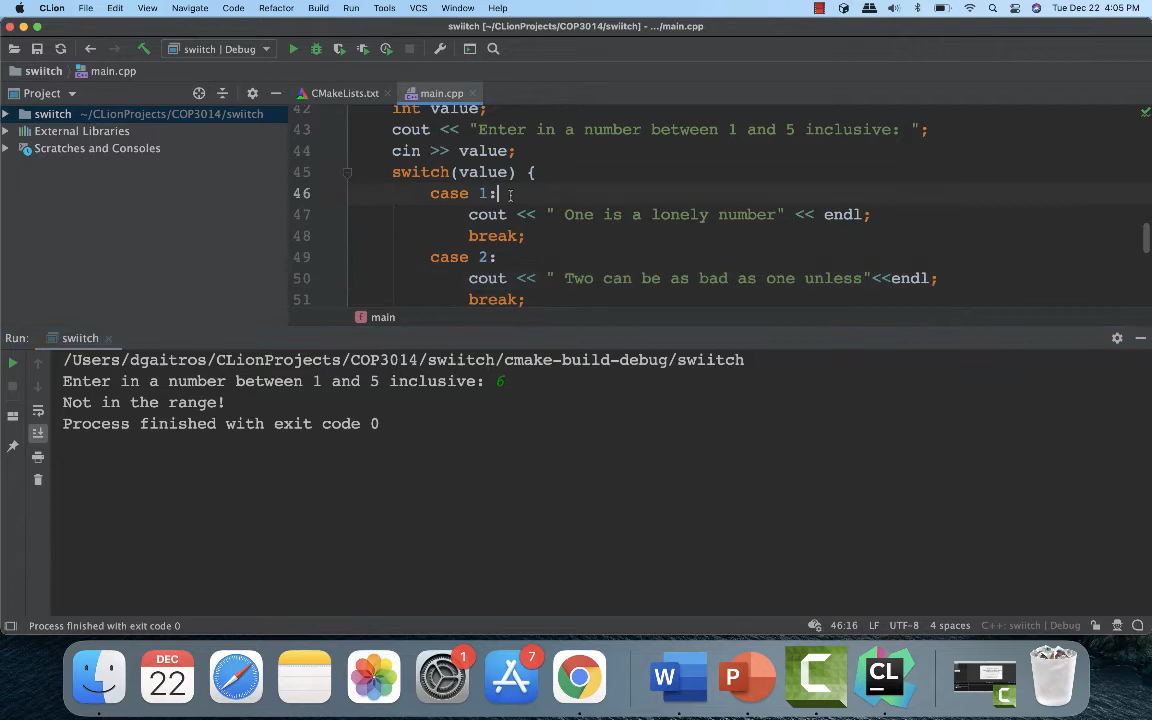 CLion File Edit View Navigate Code Refactor Build Run Tools VCS Window Help Tue Dec 22 4:05 PM
swiitch [~/CLionProjects/COP3014/swiitch] - .../main.cpp
swiitch | Debug
swiitch main.cpp
Project CMakeLists.txt main.cpp
swiitch ~/CLionProjects/COP3014/swiitch
External Libraries
Scratches and Consoles
42 int value;
43 cout << "Enter in a number between 1 and 5 inclusive: ";
44 cin >> value;
45 switch(value) {
46 case 1:
47 cout << " One is a lonely number" << endl;
48 break;
49 case 2:
50 cout << " Two can be as bad as one unless"<<endl;
51 break;
f main
Run: swiitch
/Users/dgaitros/CLionProjects/COP3014/swiitch/cmake-build-debug/swiitch
Enter in a number between 1 and 5 inclusive: 6
Not in the range!
Process finished with exit code 0
Process finished with exit code 0 46:16 LF UTF-8 4 spaces C++: swiitch | Debug
DEC
22
1
7
W
P
C
CL
C